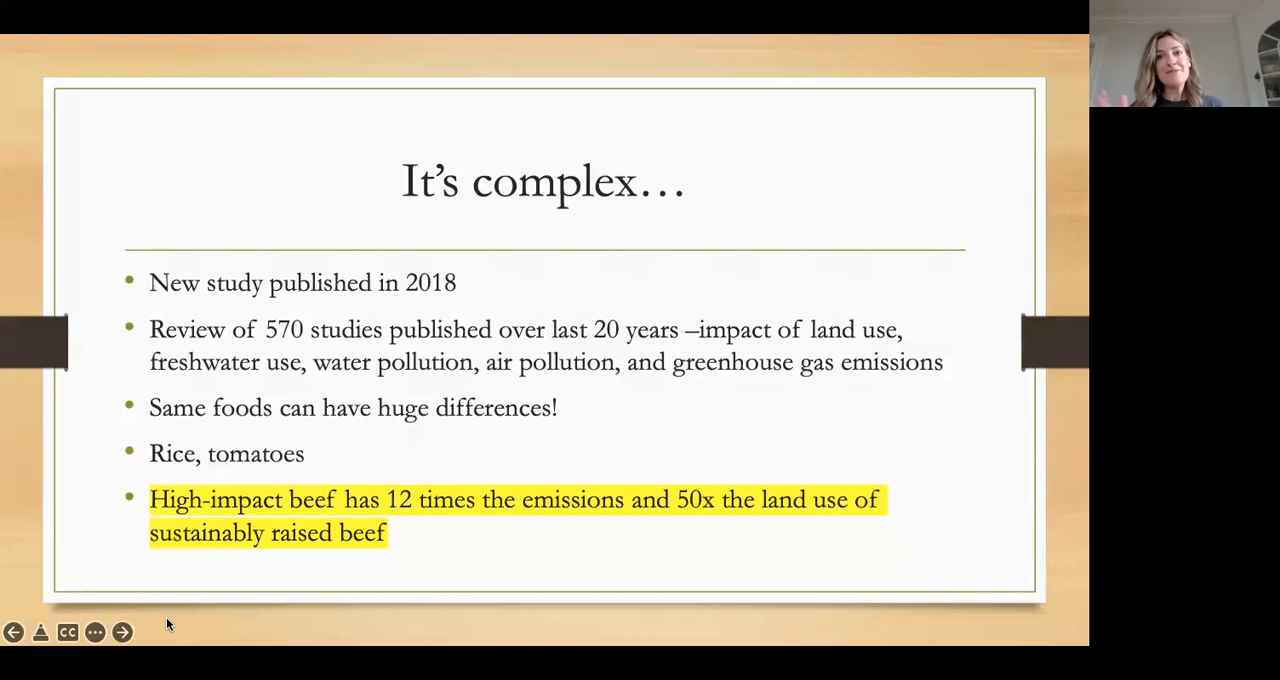 It's complex…
• New study published in 2018
• Review of 570 studies published over last 20 years –impact of land use,
freshwater use, water pollution, air pollution, and greenhouse gas emissions
• Same foods can have huge differences!
• Rice, tomatoes
• High-impact beef has 12 times the emissions and 50x the land use of
sustainably raised beef
CC